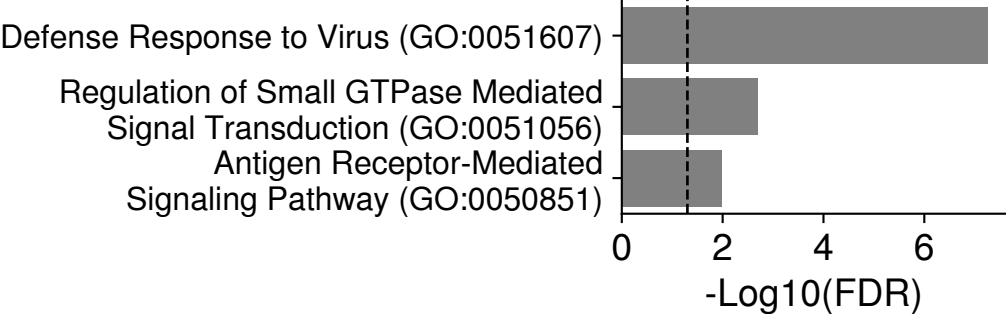 Defense Response to Virus (GO:0051607)
Regulation of Small GTPase Mediated
Signal Transduction (GO:0051056)
Antigen Receptor-Mediated
Signaling Pathway (GO:0050851)
0 2 4 6
-Log10(FDR)